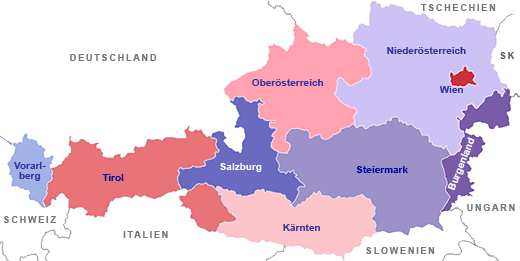 TSCHECHIEN
DEUTSCHLAND
Niederösterreich
SK
Oberösterreich
Wien
Vorarl-
berg
Tirol
Salzburg
Steiermark
Burgenland
SCHWEIZ
ITALIEN
Kärnten
UNGARN
SLOWENIEN